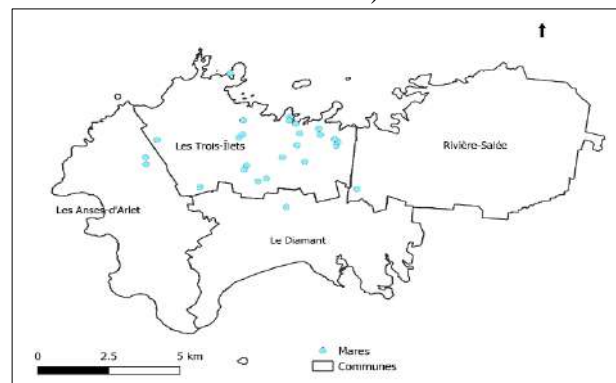 )
Les Trois-Îlets
Rivière-Salée
Les Anses-d'Arlet
Le Diamant
0 2.5 5 km
Mares
Communes